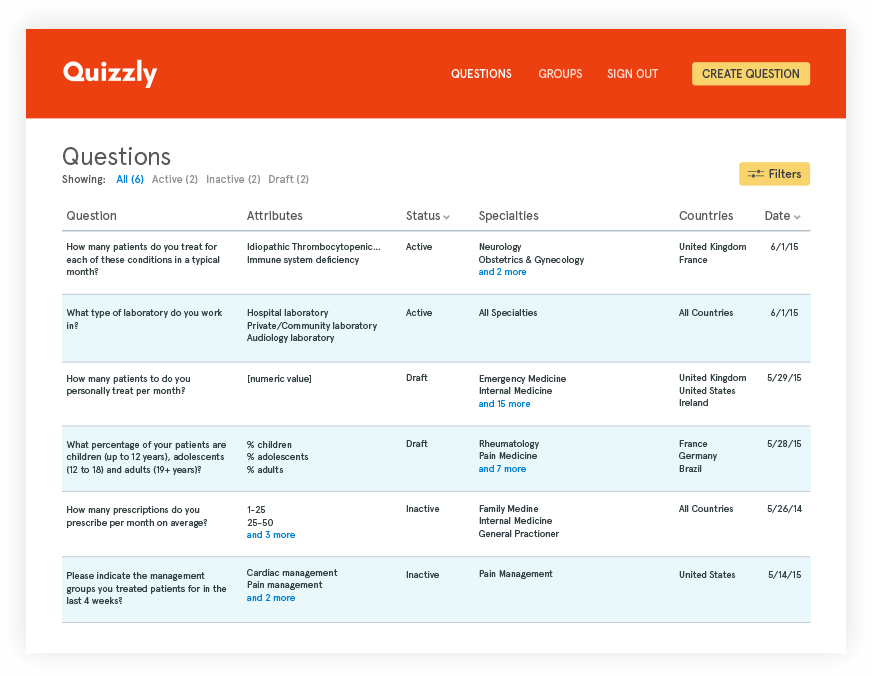 Quizzly
QUESTIONS GROUPS SIGN OUT CREATE QUESTION
Questions
Showing: All (6) Active (2) Inactive (2) Draft (2)
Filters
Question Attributes Status Specialties Countries Date
How many patients do you treat for
each of these conditions in a typical
month?
Idiopathic Thrombocytopenic...
Immune system deficiency
Active
Neurology
Obstetrics & Gynecology
and 2 more
United Kingdom
France
6/1/15
What type of laboratory do you work
in?
Hospital laboratory
Private/Community laboratory
Audiology laboratory
Active
All Specialties
All Countries
6/1/15
How many patients to do you
personally treat per month?
[numeric value]
Draft
Emergency Medicine
Internal Medicine
and 15 more
United Kingdom
United States
Ireland
5/29/15
What percentage of your patients are
children (up to 12 years), adolescents
(12 to 18) and adults (19+ years)?
% children
% adolescents
% adults
Draft
Rheumatology
Pain Medicine
and 7 more
France
Germany
Brazil
5/28/15
How many prescriptions do you
prescribe per month on average?
1-25
25-50
and 3 more
Inactive
Family Medine
Internal Medicine
General Practioner
All Countries
5/26/14
Please indicate the management
groups you treated patients for in the
last 4 weeks?
Cardiac management
Pain management
and 2 more
Inactive
Pain Management
United States
5/14/15